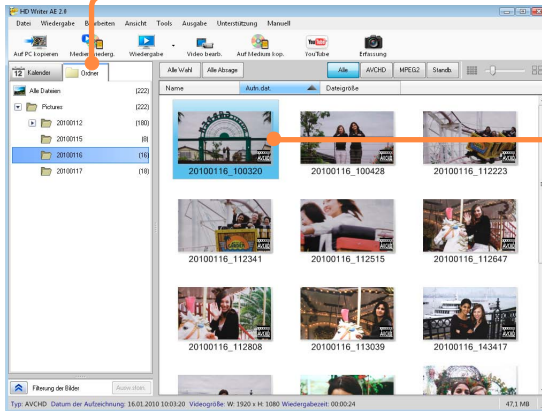 HD Writer AE 2.0
Datei Wiedergabe Bearbeiten Ansicht Tools Ausgabe Unterstützung Manuell
Auf PC kopieren Wiedergabe Video bearb. Auf Medium kop. YouTube Erfassung
12 Kalender Ordner Alle Wahl Alle Absage Alle AVCHD MPEG2 Standb.
Name Aufn.dat. Dateigröße
Alle Dateien (222)
Pictures (222)
20100112 (180)
20100115 (8)
20100116 (16)
20100117 (18)
20100116_100320 20100116_100428 20100116_112223
20100116_112341 20100116_112515 20100116_112647
20100116_112808 20100116_113039 20100116_143417
Filterung der Bilder
Typ: AVCHD Datum der Aufzeichnung: 16.01.2010 10:03:20 Videogröße: W: 1920 x H: 1080 Wiedergabezeit: 00:00:24 47,1 MB